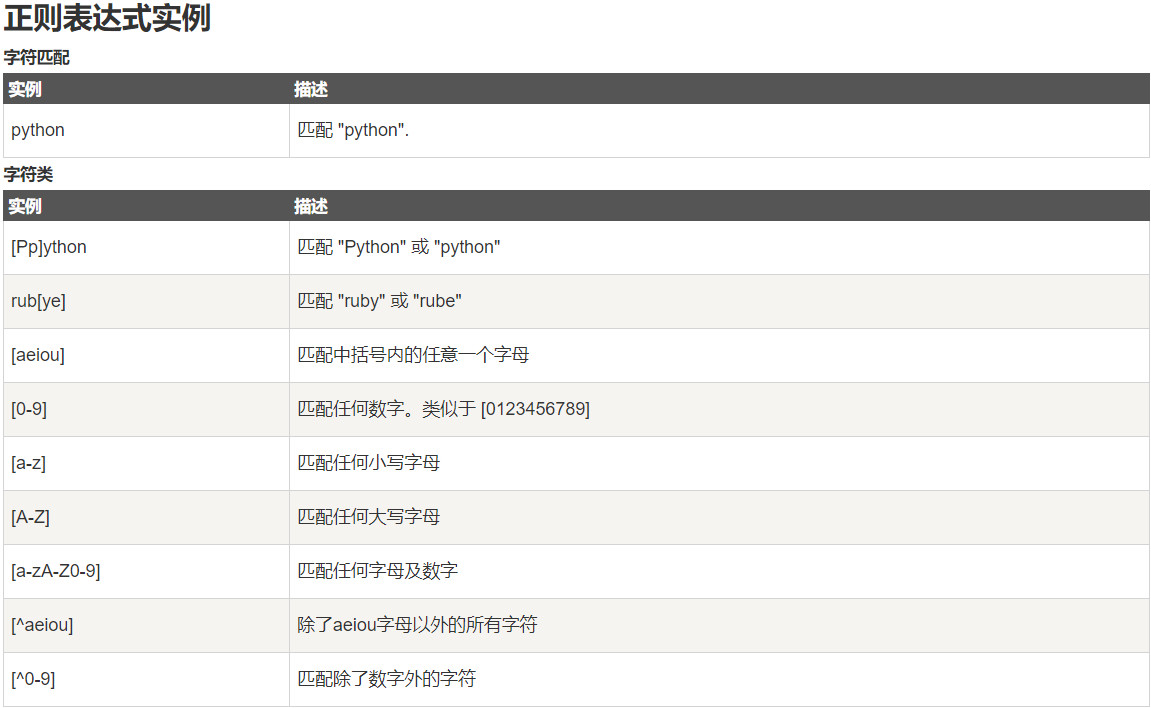 正则表达式实例
字符匹配
实例 描述
python 匹配 "python".
字符类
实例 描述
[Pp]ython 匹配 "Python" 或 "python"
rub[ye] 匹配 "ruby" 或 "rube"
[aeiou] 匹配中括号内的任意一个字母
[0-9] 匹配任何数字。类似于 [0123456789]
[a-z] 匹配任何小写字母
[A-Z] 匹配任何大写字母
[a-zA-Z0-9] 匹配任何字母及数字
[^aeiou] 除了aeiou字母以外的所有字符
[^0-9] 匹配除了数字外的字符